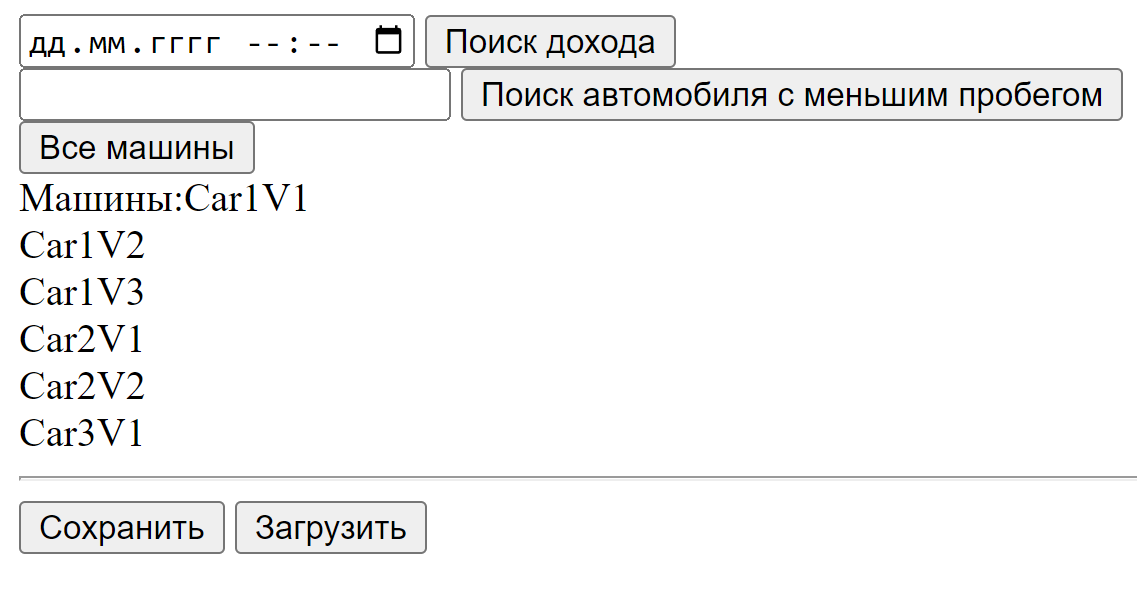 дд.мм.гггг --:-- Поиск дохода
Поиск автомобиля с меньшим пробегом
Все машины
Машины:Car1V1
Car1V2
Car1V3
Car2V1
Car2V2
Car3V1
Сохранить Загрузить